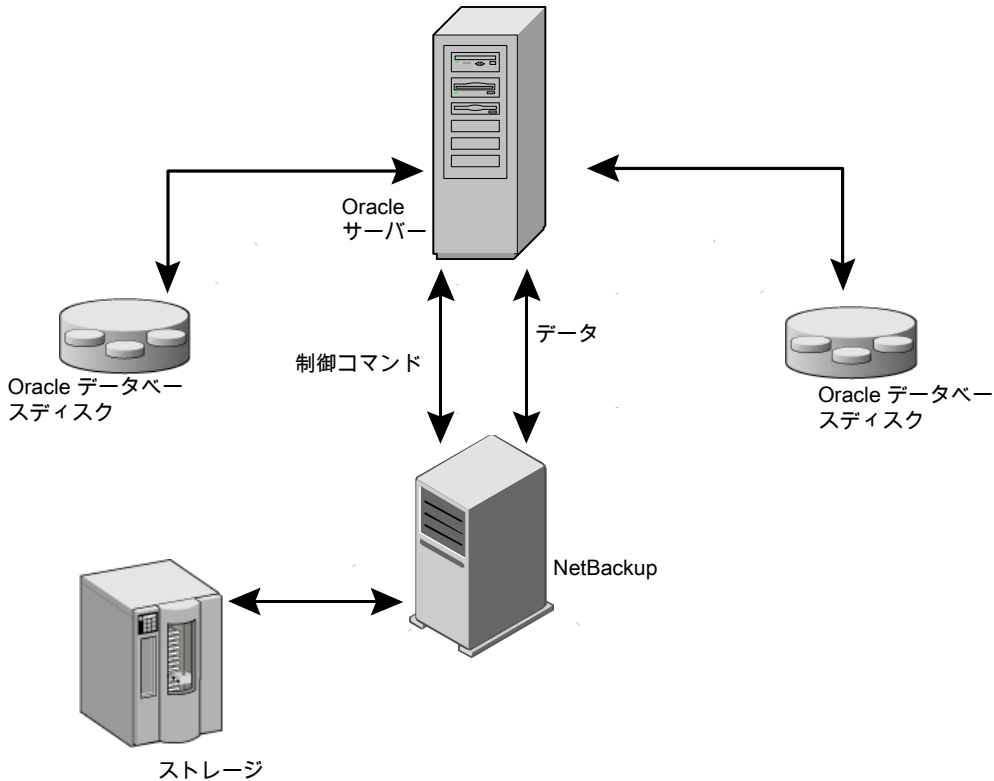 Oracle
サーバー
データ
制御コマンド
Oracle データベー
スディスク
Oracle データベー
スディスク
NetBackup
ストレージ